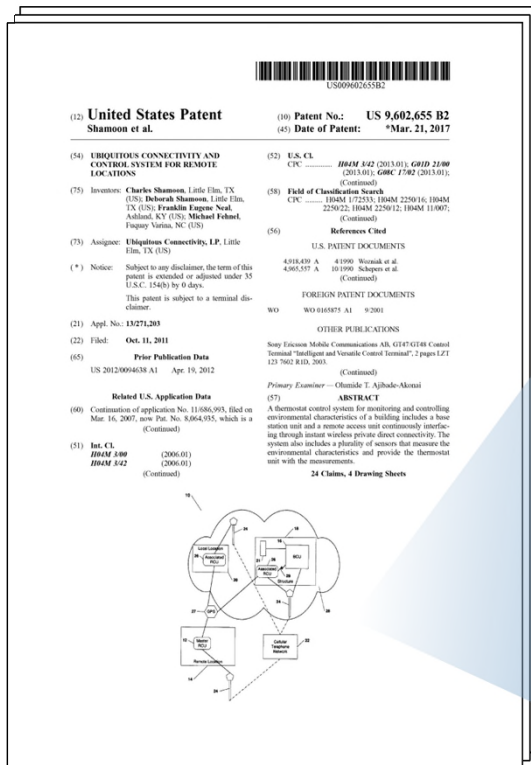 US009602655B2
(12) United States Patent
Shamoon et al.
(10) Patent No.: US 9,602,655 B2
(45) Date of Patent: *Mar. 21, 2017
(54) UBIQUITOUS CONNECTIVITY AND
CONTROL SYSTEM FOR REMOTE
LOCATIONS
(75) Inventors: Charles Shamoon, Little Elm, TX
(US); Deborah Shamoon, Little Elm,
TX (US); Franklin Eugene Neal,
Ashland, KY (US); Michael Fehnel,
Fuquay Varina, NC (US)
(73) Assignee: Ubiquitous Connectivity, LP, Little
Elm, TX (US)
( * ) Notice: Subject to any disclaimer, the term of this
patent is extended or adjusted under 35
U.S.C. 154(b) by 0 days.
This patent is subject to a terminal dis-
claimer.
(21) Appl. No.: 13/271,203
(22) Filed: Oct. 11, 2011
(65) Prior Publication Data
US 2012/0094638 A1 Apr. 19, 2012
Related U.S. Application Data
(60) Continuation of application No. 11/686,993, filed on
Mar. 16, 2007, now Pat. No. 8,064,935, which is a
(Continued)
(51) Int. Cl.
H04M 3/00 (2006.01)
H04M 3/42 (2006.01)
(Continued)
(52) U.S. Cl.
CPC .............. H04M 3/42 (2013.01); G01D 21/00
(2013.01); G08C 17/02 (2013.01);
(Continued)
(58) Field of Classification Search
CPC ........ H04M 1/72533; H04M 2250/16; H04M
2250/22; H04M 2250/12; H04M 11/007;
(Continued)
(56) References Cited
U.S. PATENT DOCUMENTS
4,918,439 A 4/1990 Wozniak et al.
4,965,557 A 10/1990 Schepers et al.
(Continued)
FOREIGN PATENT DOCUMENTS
WO WO 0165875 A1 9/2001
OTHER PUBLICATIONS
Sony Ericsson Mobile Communications AB, GT47/GT48 Control
Terminal "Intelligent and Versatile Control Terminal", 2 pages LZT
123 7602 R1D, 2003.
(Continued)
Primary Examiner — Olumide T. Ajibade-Akonai
(57) ABSTRACT
A thermostat control system for monitoring and controlling
environmental characteristics of a building includes a base
station unit and a remote access unit continuously interfac-
ing through instant wireless private direct connectivity. The
system also includes a plurality of sensors that measure the
environmental characteristics and provide the thermostat
unit with the measurements.
24 Claims, 4 Drawing Sheets
Local Location
Associated
RCU
BCU
Associated
RCU
Structure
GPS
Master
RCU
Remote Location
Cellular
Telephone
Network